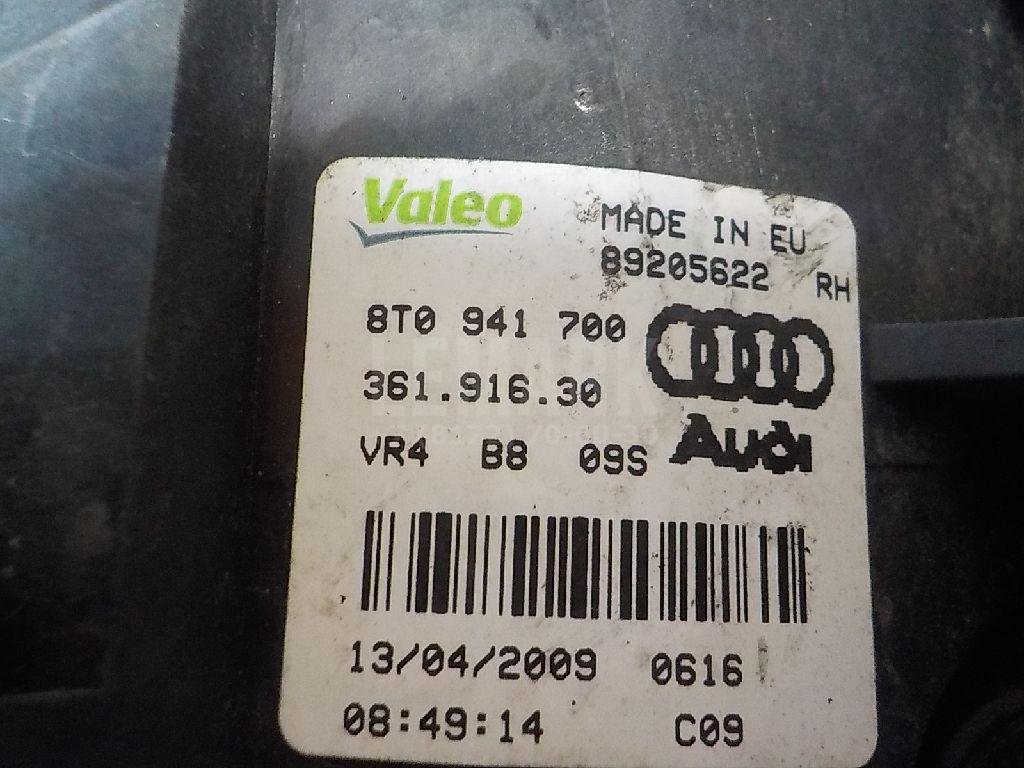 Valeo
MADE IN EU
89205622 RH
8T0 941 700
361.916.30
Audi
VR4 B8 09S
13/04/2009 0616
08:49:14 C09